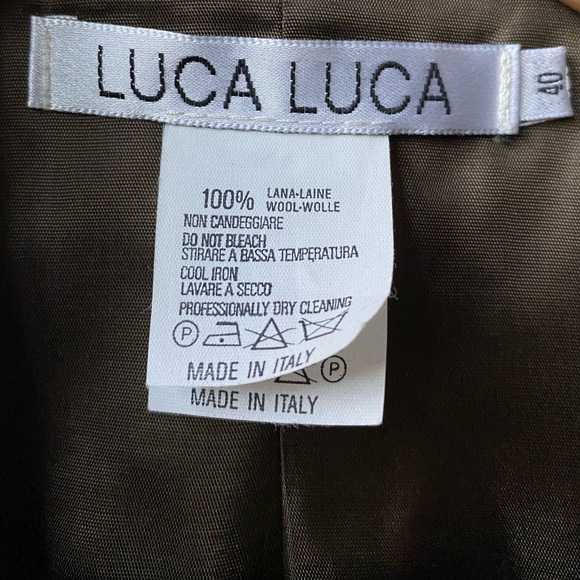 LUCA LUCA
40
100% LANA-LAINE
WOOL-WOLLE
NON CANDEGGIARE
DO NOT BLEACH
STIRARE A BASSA TEMPERATURA
COOL IRON
LAVARE A SECCO
PROFESSIONALLY DRY CLEANING
P
MADE IN ITALY
P
MADE IN ITALY